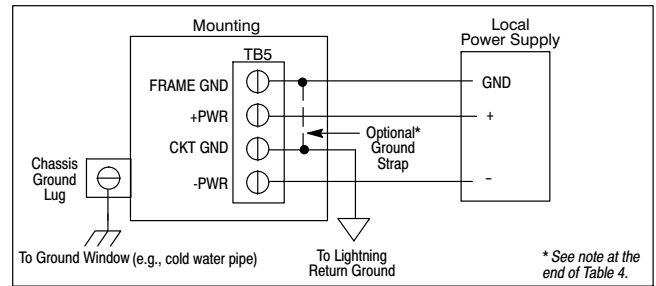 Mounting
Local
Power Supply
TB5
FRAME GND
GND
+PWR
+
Optional*
Ground
Strap
CKT GND
-PWR
-
Chassis
Ground
Lug
To Ground Window (e.g., cold water pipe)
To Lightning
Return Ground
* See note at the
end of Table 4.